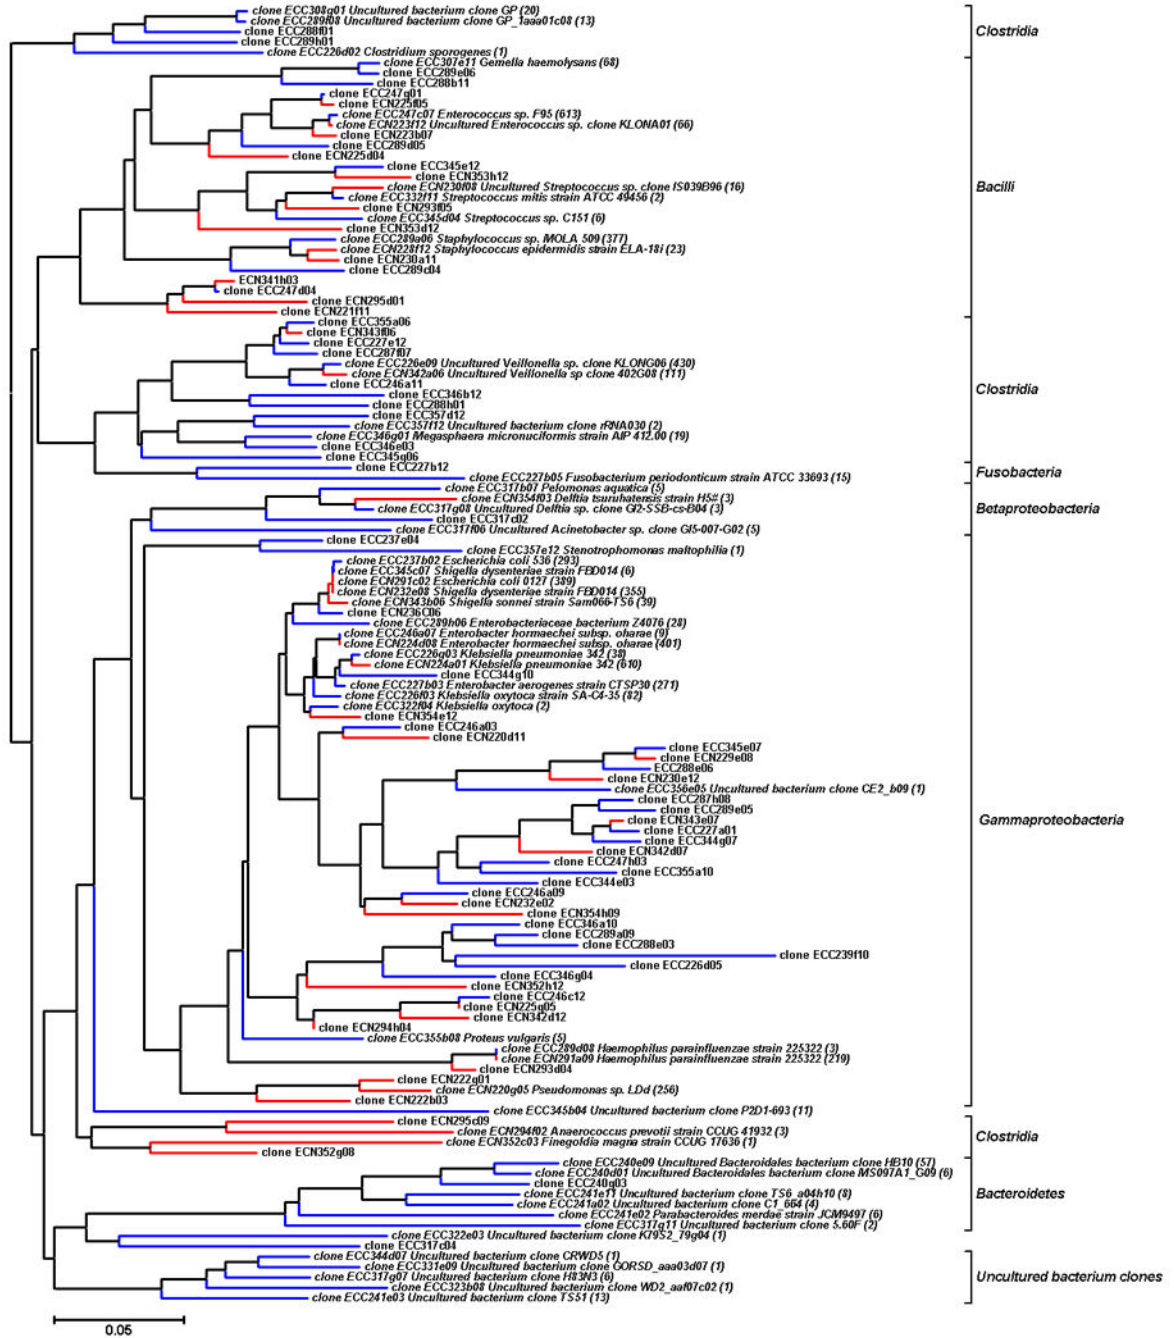 clone ECC308g01 Uncultured bacterium clone GP (20)
clone ECC289f08 Uncultured bacterium clone GP_1aaa01c08 (13)
clone ECC288f01
clone ECC289h01
clone ECC226d02 Clostridium sporogenes (1)
Clostridia
clone ECC307e11 Gemella haemolysans (68)
clone ECC289e06
clone ECC288b11
clone ECC247g01
clone ECN225f05
clone ECC247c07 Enterococcus sp. F95 (613)
clone ECN223f12 Uncultured Enterococcus sp. clone KLONA01 (66)
clone ECN223b07
clone ECC289d05
clone ECN225d04
clone ECC345e12
clone ECN353h12
clone ECN230f08 Uncultured Streptococcus sp. clone IS039B96 (16)
clone ECC332f11 Streptococcus mitis strain ATCC 49456 (2)
clone ECN293f05
clone ECC345d04 Streptococcus sp. C151 (6)
clone ECN353d12
clone ECC289a06 Staphylococcus sp. MOLA 509 (377)
clone ECN228f12 Staphylococcus epidermidis strain ELA-18i (23)
clone ECN230a11
clone ECC289c04
ECN341h03
clone ECC247d04
clone ECN295d01
clone ECN221f11
Bacilli
clone ECC355a06
clone ECN343f06
clone ECC227e12
clone ECC287f07
clone ECC226e09 Uncultured Veillonella sp. clone KLONG06 (430)
clone ECN342a06 Uncultured Veillonella sp clone 402G08 (111)
clone ECC246a11
clone ECC346b12
clone ECC288h01
clone ECC357d12
clone ECC357f12 Uncultured bacterium clone rRNA030 (2)
clone ECC346g01 Megasphaera micronuciformis strain AIP 412.00 (19)
clone ECC346e03
clone ECC345g06
Clostridia
clone ECC227b12
clone ECC227b05 Fusobacterium periodonticum strain ATCC 33693 (15)
Fusobacteria
clone ECC317b07 Pelomonas aquatica (5)
clone ECN354f03 Delftia tsuruhatensis strain H5# (3)
clone ECC317g08 Uncultured Delftia sp. clone GI2-SSB-cs-B04 (3)
clone ECC317c02
clone ECC317f06 Uncultured Acinetobacter sp. clone GI5-007-G02 (5)
Betaproteobacteria
clone ECC237e04
clone ECC357e12 Stenotrophomonas maltophilia (1)
clone ECC237b02 Escherichia coli 536 (293)
clone ECC345c07 Shigella dysenteriae strain FBD014 (6)
clone ECN291c02 Escherichia coli 0127 (389)
clone ECN232e08 Shigella dysenteriae strain FBD014 (355)
clone ECN343b06 Shigella sonnei strain Sam066-TS6 (39)
clone ECN236C06
clone ECC289h06 Enterobacteriaceae bacterium Z4076 (28)
clone ECC246a07 Enterobacter hormaechei subsp. oharae (9)
clone ECN224d08 Enterobacter hormaechei subsp. oharae (401)
clone ECC226g03 Klebsiella pneumoniae 342 (38)
clone ECN224a01 Klebsiella pneumoniae 342 (610)
clone ECC344g10
clone ECC227b03 Enterobacter aerogenes strain CTSP30 (271)
clone ECC226f03 Klebsiella oxytoca strain SA-C4-35 (82)
clone ECC322f04 Klebsiella oxytoca (2)
clone ECN354e12
clone ECC246a03
clone ECN220d11
clone ECC345e07
clone ECN229e08
ECC288e06
clone ECN230e12
clone ECC356e05 Uncultured bacterium clone CE2_b09 (1)
clone ECC287h08
clone ECC289e05
clone ECN343e07
clone ECC227a01
clone ECC344g07
clone ECN342d07
clone ECC247h03
clone ECC355a10
clone ECC344e03
clone ECC246a09
clone ECN232e02
clone ECN354h09
clone ECC346a10
clone ECC289a09
clone ECC288e03
clone ECC239f10
clone ECC226d05
clone ECC346g04
clone ECN352h12
clone ECC246c12
clone ECN225g05
clone ECN342d12
clone ECN294h04
clone ECC355b08 Proteus vulgaris (5)
clone ECC289d08 Haemophilus parainfluenzae strain 225322 (3)
clone ECN291a09 Haemophilus parainfluenzae strain 225322 (219)
clone ECN293d04
clone ECN222g01
clone ECN220g05 Pseudomonas sp. LDd (256)
clone ECN222b03
clone ECC345b04 Uncultured bacterium clone P2D1-693 (11)
Gammaproteobacteria
clone ECN295c09
clone ECN294f02 Anaerococcus prevotii strain CCUG 41932 (3)
clone ECN352c03 Finegoldia magna strain CCUG 17636 (1)
clone ECN352g08
Clostridia
clone ECC240e09 Uncultured Bacteroidales bacterium clone HB10 (57)
clone ECC240d01 Uncultured Bacteroidales bacterium clone MS097A1_G09 (6)
clone ECC240g03
clone ECC241e11 Uncultured bacterium clone TS6_a04h10 (8)
clone ECC241a02 Uncultured bacterium clone C1_664 (4)
clone ECC241e02 Parabacteroides merdae strain JCM9497 (6)
clone ECC317g11 Uncultured bacterium clone 5.60F (2)
Bacteroidetes
clone ECC322e03 Uncultured bacterium clone K79S2_79g04 (1)
clone ECC317c04
clone ECC344d07 Uncultured bacterium clone CRWD5 (1)
clone ECC331e09 Uncultured bacterium clone GORSD_aaa03d07 (1)
clone ECC317g07 Uncultured bacterium clone H83N3 (6)
clone ECC323b08 Uncultured bacterium clone WD2_aaf07c02 (1)
clone ECC241e03 Uncultured bacterium clone TS51 (13)
Uncultured bacterium clones
0.05